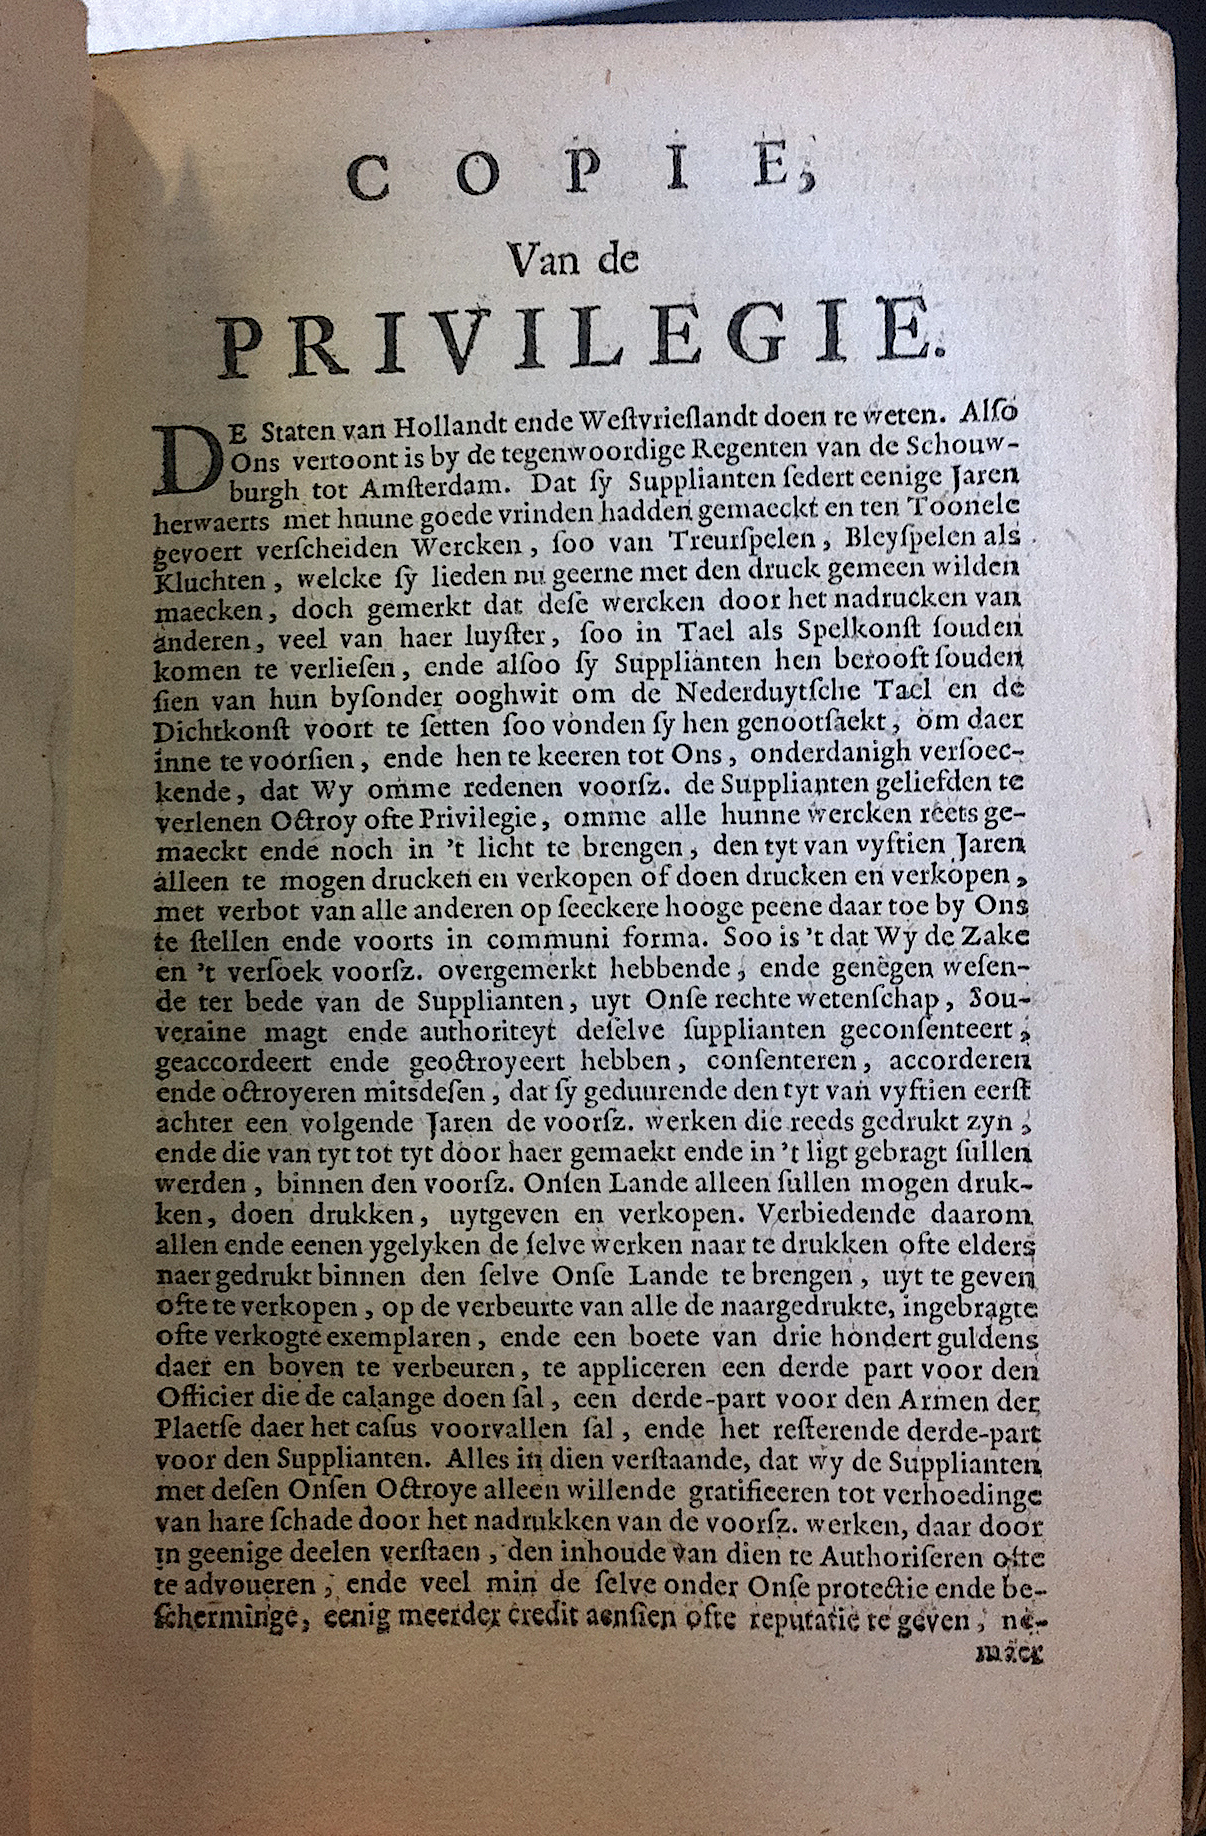 COPIE,
Van de
PRIVILEGIE.
DE Staten van Hollandt ende Weſtvrieſlandt doen te weten. Alſo
Ons vertoont is by de tegenwoordige Regenten van de Schouw-
burgh tot Amſterdam. Dat ſy Supplianten ſedert eenige Jaren
herwaerts met hunne goede vrinden hadden gemaeckt en ten Toonele
gevoert verſcheiden Wercken, ſoo van Treurſpelen, Bleyſpelen als
Kluchten, welcke ſy lieden nu geerne met den druck gemeen wilden
maecken, doch gemerkt dat deſe wercken door het nadrucken van
anderen, veel van haer luyſter, ſoo in Tael als Spelkonſt ſouden
komen te verlieſen, ende alſoo ſy Supplianten hen berooft ſouden
ſien van hun byſonder ooghwit om de Nederduytſche Tael en de
Dichtkonſt voort te ſetten ſoo vonden ſy hen genootſaekt, om daer
inne te voorſien, ende hen te keeren tot Ons, onderdanigh verſoec-
kende, dat Wy omme redenen voorſz. de Supplianten geliefden te
verlenen Octroy ofte Privilegie, omme alle hunne wercken reets ge-
maeckt ende noch in 't licht te brengen, den tyt van vyftien Jaren
alleen te mogen drucken en verkopen of doen drucken en verkopen,
met verbot van alle anderen op ſeeckere hooge peene daar toe by Ons
te ſtellen ende voorts in communi forma. Soo is 't dat Wy de Zake
en 't verſoek voorſz. overgemerkt hebbende, ende genegen weſen-
de ter bede van de Supplianten, uyt Onſe rechte wetenſchap, Sou-
veraine magt ende authoriteyt deſelve ſupplianten geconſenteert,
geaccordeert ende geoctroyeert hebben, conſenteren, accorderen
ende octroyeren mitsdeſen, dat ſy geduurende den tyt van vyftien eerſt
achter een volgende Jaren de voorſz. werken die reeds gedrukt zyn,
ende die van tyt tot tyt door haer gemaekt ende in 't ligt gebragt ſullen
werden, binnen den voorſz. Onſen Lande alleen ſullen mogen druk-
ken, doen drukken, uytgeven en verkopen. Verbiedende daarom
allen ende eenen ygelyken de ſelve werken naar te drukken ofte elders
naer gedrukt binnen den ſelve Onſe Lande te brengen, uyt te geven
ofte te verkopen, op de verbeurte van alle de naargedrukte, ingebragte
ofte verkogte exemplaren, ende een boete van drie hondert guldens
daer en boven te verbeuren, te appliceren een derde part voor den
Officier die de calange doen ſal, een derde-part voor den Armen der
Plaetſe daer het caſus voorvallen ſal, ende het reſterende derde-part
voor den Supplianten. Alles in dien verſtaande, dat wy de Supplianten
met deſen Onſen Octroye alleen willende gratificeren tot verhoedinge
van hare ſchade door het nadrukken van de voorſz. werken, daar door
in geenige deelen verſtaen, den inhoude van dien te Authoriſeren ofte
te advoueren, ende veel min de ſelve onder Onſe protectie ende be-
ſcherminge, eenig meerder credit aenſien ofte reputatie te geven, ne-
maer